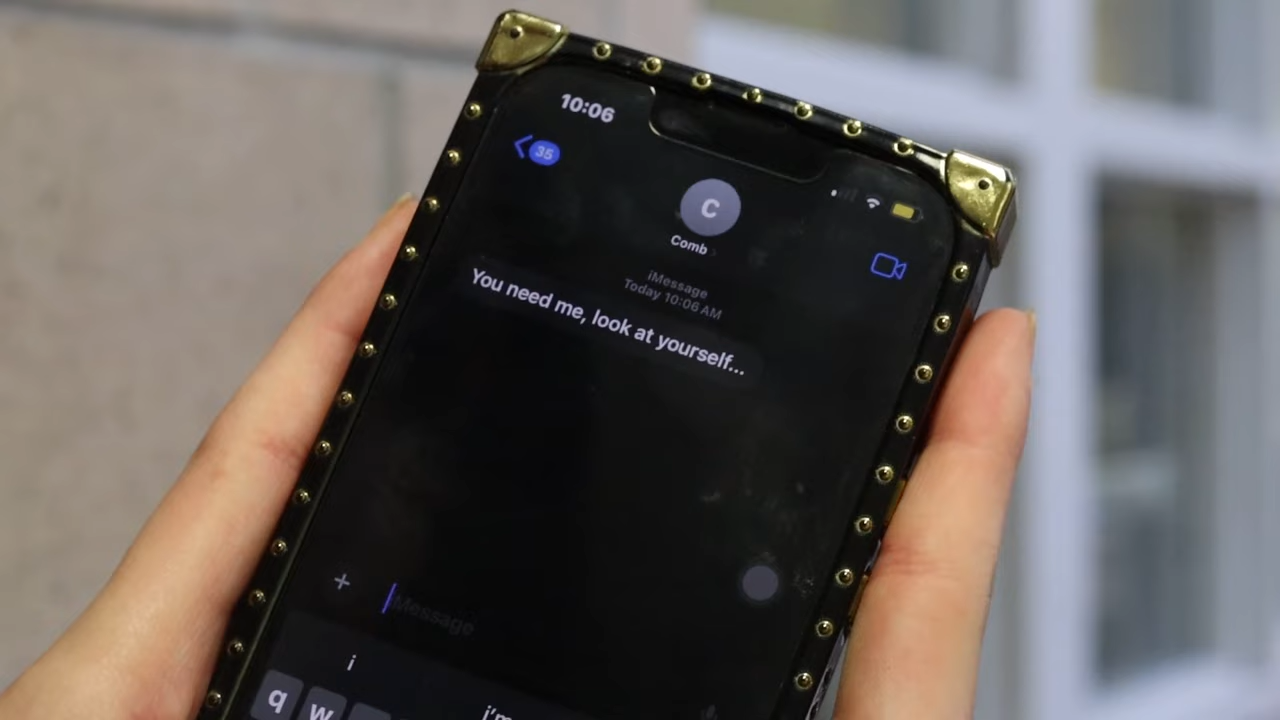 10:06
35
C
Comb
iMessage
Today 10:06 AM
You need me, look at yourself...
Message
i
i'm
q
w